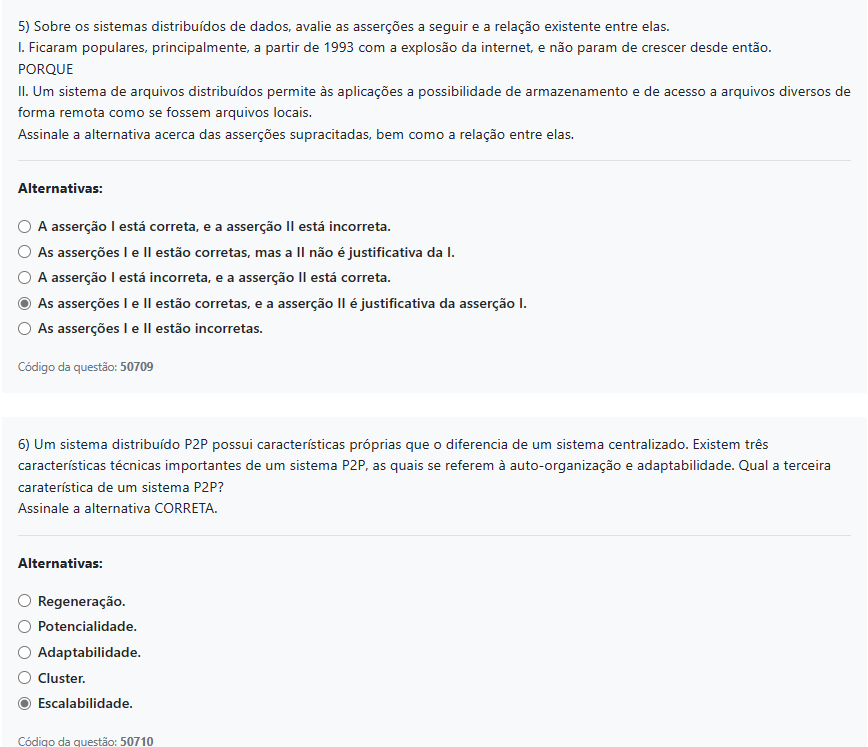 5) Sobre os sistemas distribuídos de dados, avalie as asserções a seguir e a relação existente entre elas.
I. Ficaram populares, principalmente, a partir de 1993 com a explosão da internet, e não param de crescer desde então.
PORQUE
II. Um sistema de arquivos distribuídos permite às aplicações a possibilidade de armazenamento e de acesso a arquivos diversos de
forma remota como se fossem arquivos locais.
Assinale a alternativa acerca das asserções supracitadas, bem como a relação entre elas.
Alternativas:
A asserção I está correta, e a asserção II está incorreta.
As asserções I e II estão corretas, mas a II não é justificativa da I.
A asserção I está incorreta, e a asserção II está correta.
As asserções I e II estão corretas, e a asserção II é justificativa da asserção I.
As asserções I e II estão incorretas.
Código da questão: 50709
6) Um sistema distribuído P2P possui características próprias que o diferencia de um sistema centralizado. Existem três
características técnicas importantes de um sistema P2P, as quais se referem à auto-organização e adaptabilidade. Qual a terceira
caraterística de um sistema P2P?
Assinale a alternativa CORRETA.
Alternativas:
Regeneração.
Potencialidade.
Adaptabilidade.
Cluster.
Escalabilidade.
Código da questão: 50710